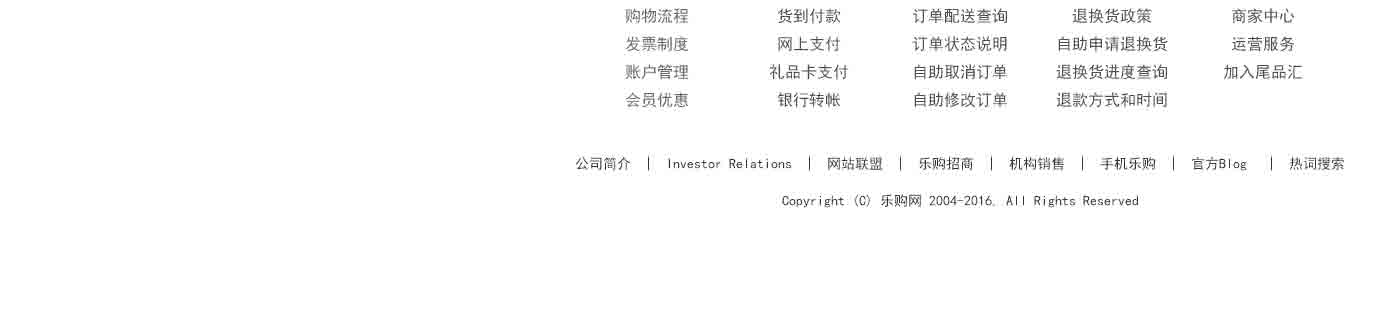 购物流程 货到付款 订单配送查询 退换货政策 商家中心
发票制度 网上支付 订单状态说明 自助申请退换货 运营服务
账户管理 礼品卡支付 自助取消订单 退换货进度查询 加入尾品汇
会员优惠 银行转帐 自助修改订单 退款方式和时间
公司简介 | Investor Relations | 网站联盟 | 乐购招商 | 机构销售 | 手机乐购 | 官方Blog | 热词搜索
Copyright (C) 乐购网 2004-2016, All Rights Reserved